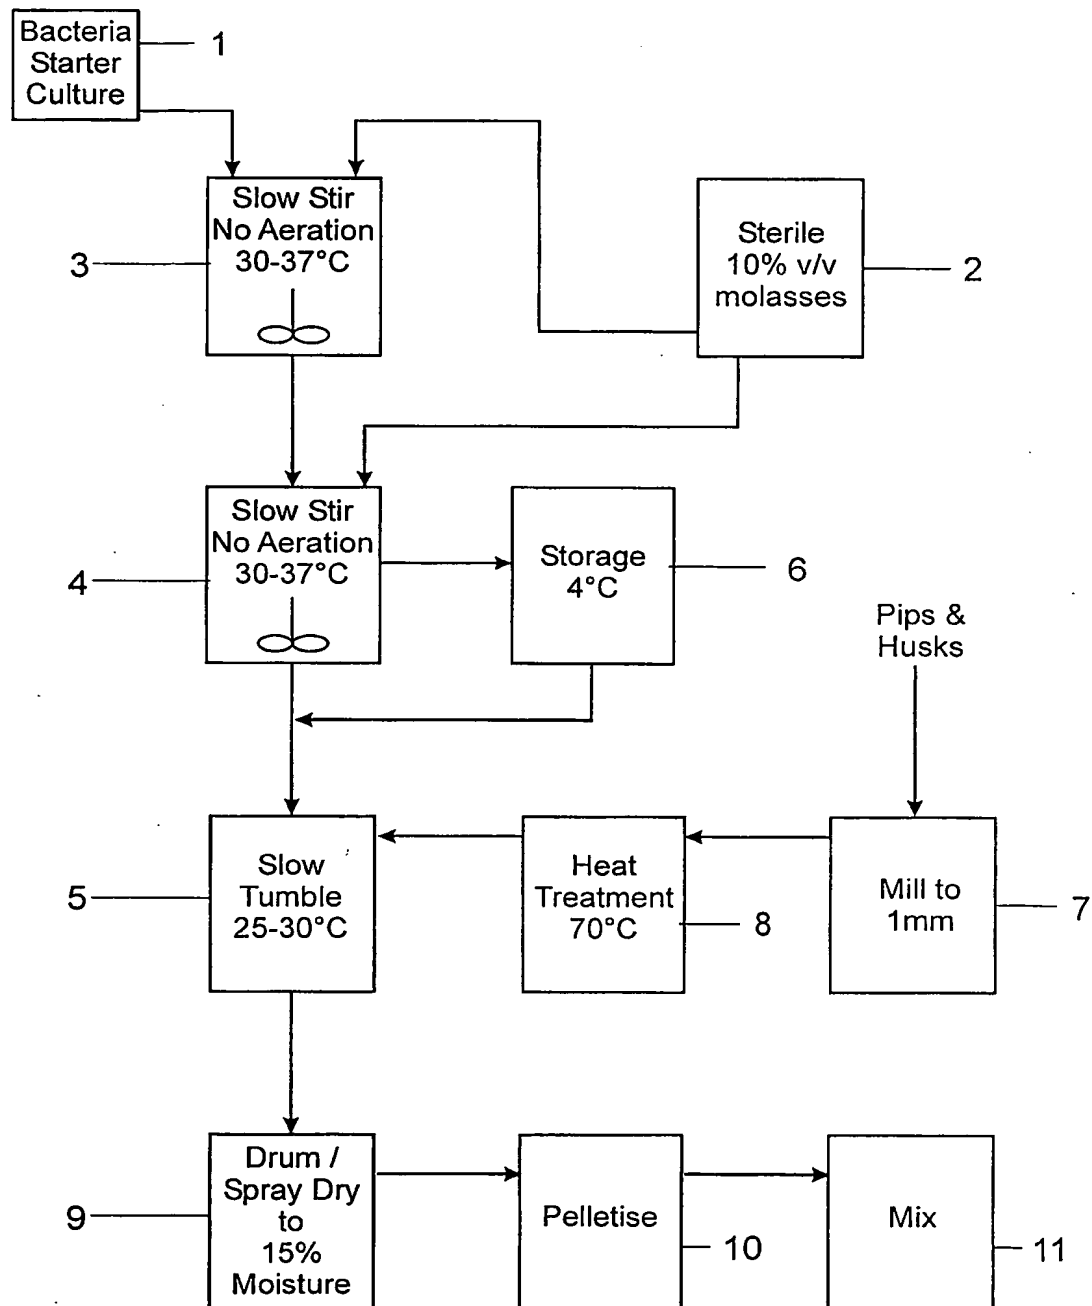 Bacteria
Starter
Culture
1
Slow Stir
No Aeration
30-37°C
3
Sterile
10% v/v
molasses
2
Slow Stir
No Aeration
30-37°C
4
Storage
4°C
6
Pips &
Husks
Slow
Tumble
25-30°C
5
Heat
Treatment
70°C
8
Mill to
1mm
7
Drum /
Spray Dry
to
15%
Moisture
9
Pelletise
10
Mix
11